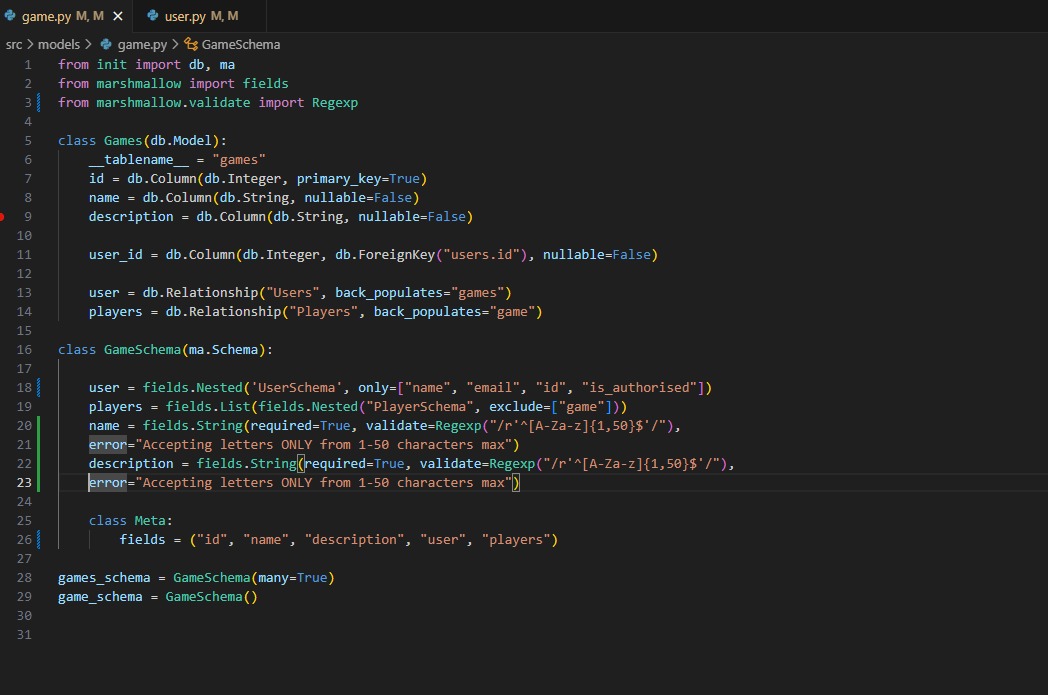 game.py M, M ✕ user.py M, M
src > models > game.py > GameSchema
1 from init import db, ma
2 from marshmallow import fields
3 from marshmallow.validate import Regexp
4
5 class Games(db.Model):
6     __tablename__ = "games"
7     id = db.Column(db.Integer, primary_key=True)
8     name = db.Column(db.String, nullable=False)
9     description = db.Column(db.String, nullable=False)
10
11     user_id = db.Column(db.Integer, db.ForeignKey("users.id"), nullable=False)
12
13     user = db.Relationship("Users", back_populates="games")
14     players = db.Relationship("Players", back_populates="game")
15
16 class GameSchema(ma.Schema):
17
18     user = fields.Nested('UserSchema', only=["name", "email", "id", "is_authorised"])
19     players = fields.List(fields.Nested("PlayerSchema", exclude=["game"]))
20     name = fields.String(required=True, validate=Regexp("/r'^[A-Za-z]{1,50}$'/"),
21     error="Accepting letters ONLY from 1-50 characters max")
22     description = fields.String(required=True, validate=Regexp("/r'^[A-Za-z]{1,50}$'/"),
23     error="Accepting letters ONLY from 1-50 characters max")
24
25     class Meta:
26         fields = ("id", "name", "description", "user", "players")
27
28 games_schema = GameSchema(many=True)
29 game_schema = GameSchema()
30
31